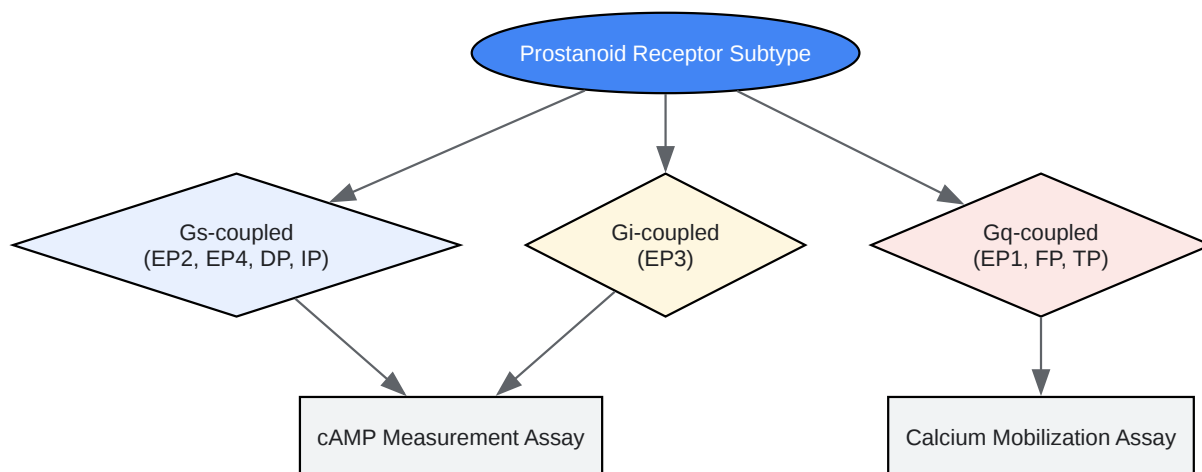 Prostanoid Receptor Subtype
Gs-coupled
(EP2, EP4, DP, IP)
Gi-coupled
(EP3)
Gq-coupled
(EP1, FP, TP)
cAMP Measurement Assay
Calcium Mobilization Assay